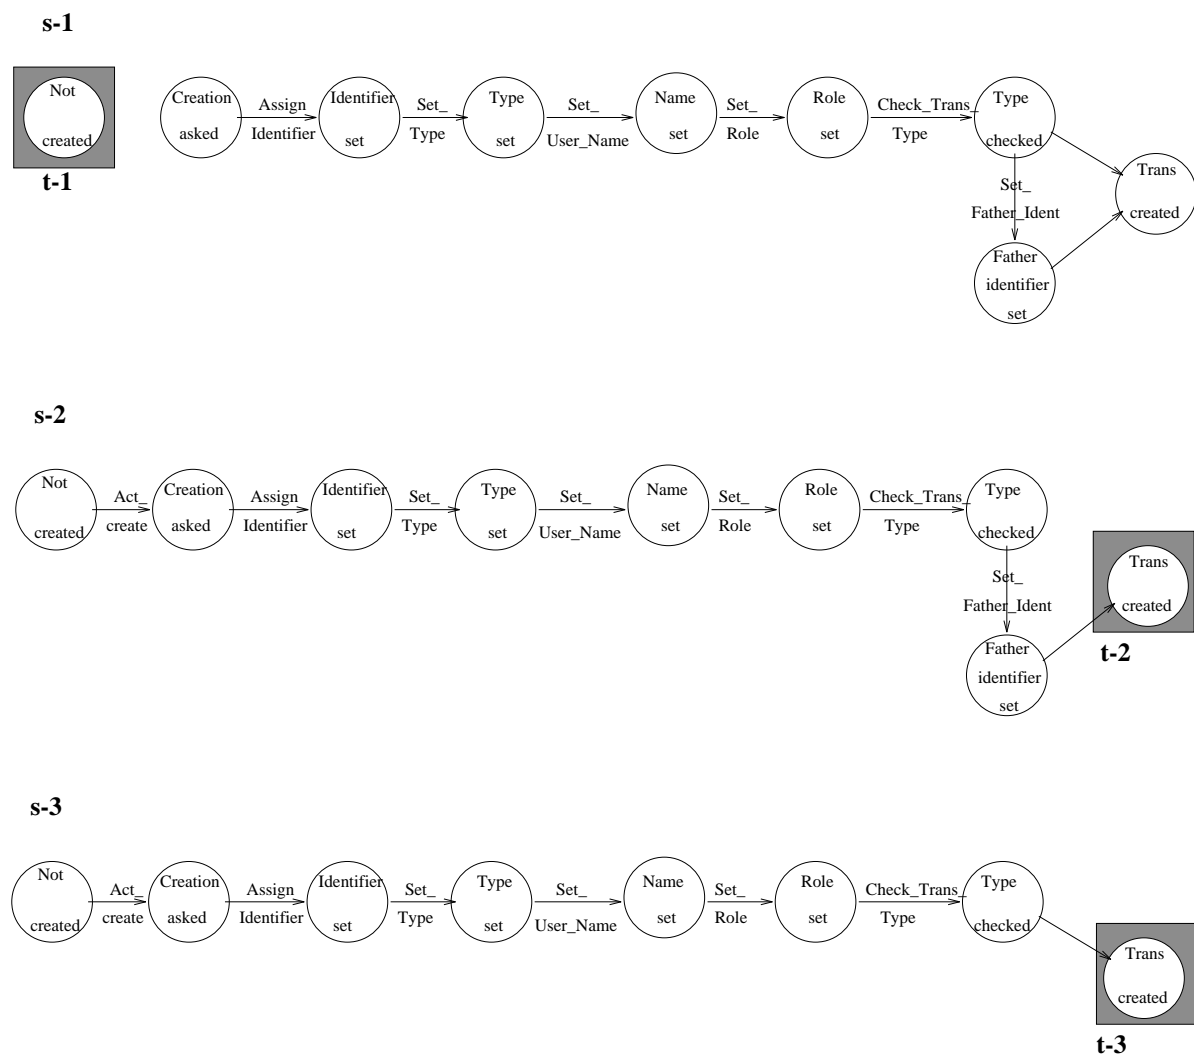 s-1
Not
created
t-1
Creation
asked
Assign
Identifier
Identifier
set
Set_
Type
Type
set
Set_
User_Name
Name
set
Set_
Role
Role
set
Check_Trans_
Type
Type
checked
Set_
Father_Ident
Father
identifier
set
Trans
created
s-2
Not
created
Act_
create
Creation
asked
Assign
Identifier
Identifier
set
Set_
Type
Type
set
Set_
User_Name
Name
set
Set_
Role
Role
set
Check_Trans_
Type
Type
checked
Set_
Father_Ident
Father
identifier
set
Trans
created
t-2
s-3
Not
created
Act_
create
Creation
asked
Assign
Identifier
Identifier
set
Set_
Type
Type
set
Set_
User_Name
Name
set
Set_
Role
Role
set
Check_Trans_
Type
Type
checked
Trans
created
t-3